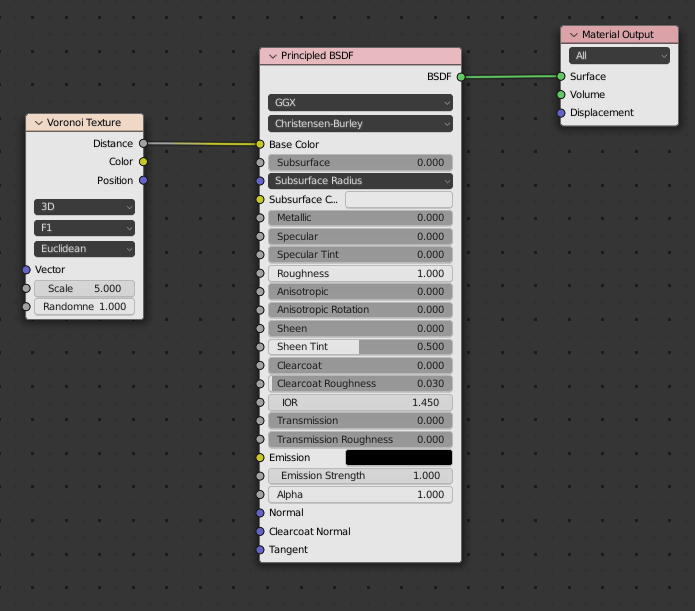 Voronoi Texture
Distance
Color
Position
3D
F1
Euclidean
Vector
Scale 5.000
Randomne 1.000
Principled BSDF
BSDF
GGX
Christensen-Burley
Base Color
Subsurface 0.000
Subsurface Radius
Subsurface C..
Metallic 0.000
Specular 0.000
Specular Tint 0.000
Roughness 1.000
Anisotropic 0.000
Anisotropic Rotation 0.000
Sheen 0.000
Sheen Tint 0.500
Clearcoat 0.000
Clearcoat Roughness 0.030
IOR 1.450
Transmission 0.000
Transmission Roughness 0.000
Emission
Emission Strength 1.000
Alpha 1.000
Normal
Clearcoat Normal
Tangent
Material Output
All
Surface
Volume
Displacement